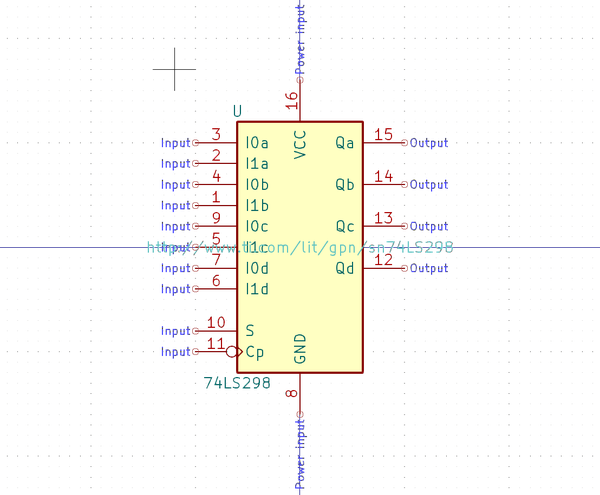 Power input
16
U
VCC
Input 3 I0a Qa 15 Output
Input 2 I1a
Input 4 I0b Qb 14 Output
Input 1 I1b
Input 9 I0c Qc 13 Output
Input 5 I1c
http://www.ti.com/lit/gpn/sn74LS298
Input 7 I0d Qd 12 Output
Input 6 I1d
Input 10 S
Input 11 Cp
GND
74LS298
8
Power input